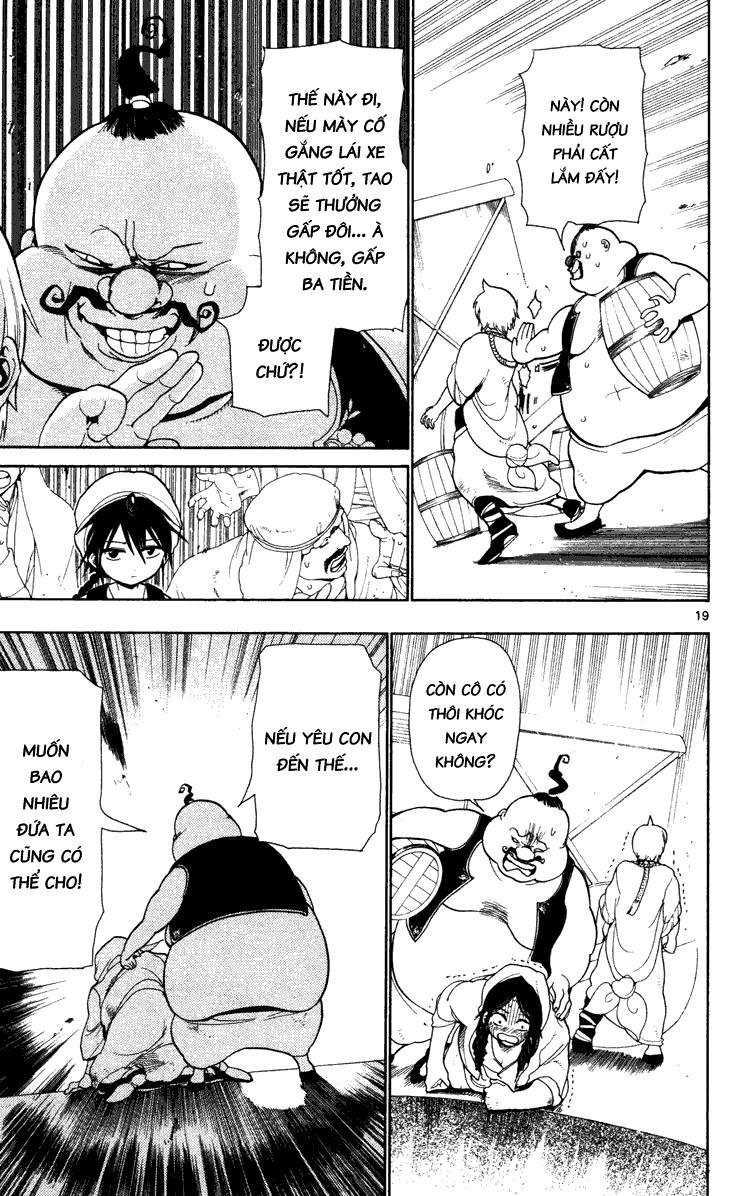 NÀY! CÒN
NHIỀU RƯỢU
PHẢI CẤT
LẮM ĐẤY!
THẾ NÀY ĐI,
NẾU MÀY CỐ
GẮNG LÁI XE
THẬT TỐT, TAO
SẼ THƯỞNG
GẤP ĐÔI... À
KHÔNG, GẤP
BA TIỀN.
ĐƯỢC
CHỨ?!
19
CÒN CÔ CÓ
THÔI KHÓC
NGAY
KHÔNG?
NẾU YÊU CON
ĐẾN THẾ...
MUỐN
BAO
NHIÊU
ĐỨA TA
CŨNG CÓ
THỂ CHO!